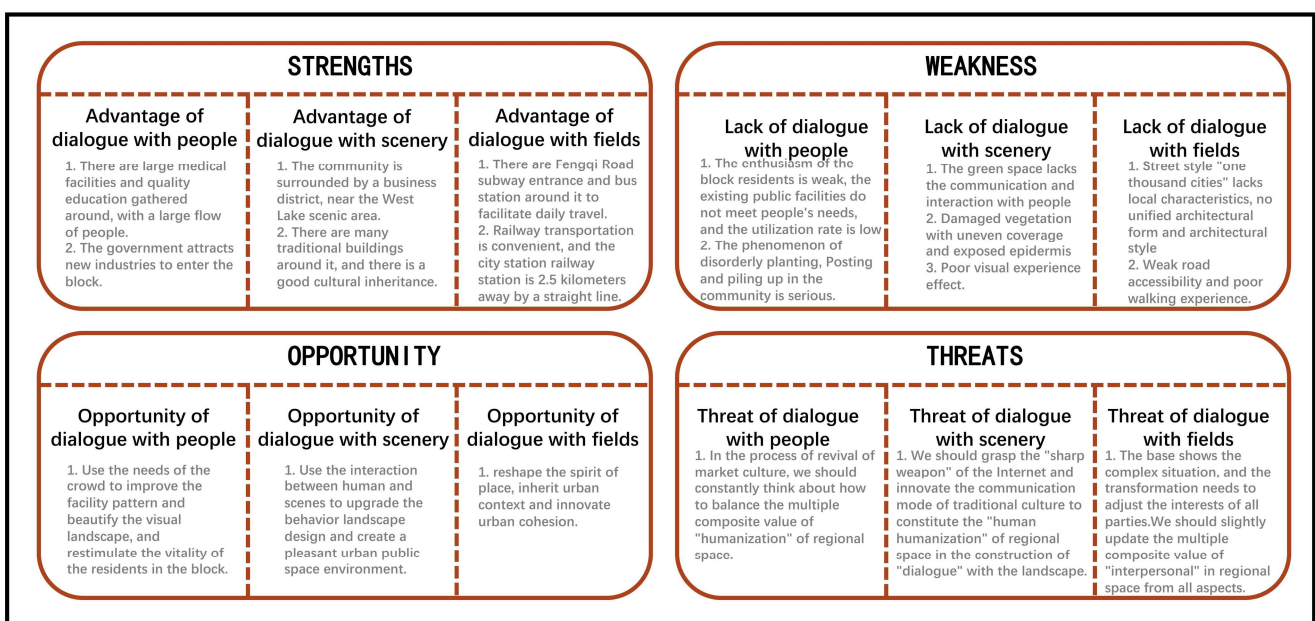 STRENGTHS
Advantage of
dialogue with people
1. There are large medical
facilities and quality
education gathered
around, with a large flow
of people.
2. The government attracts
new industries to enter the
block.
Advantage of
dialogue with scenery
1. The community is
surrounded by a business
district, near the West
Lake scenic area.
2. There are many
traditional buildings
around it, and there is a
good cultural inheritance.
Advantage of
dialogue with fields
1. There are Fengqi Road
subway entrance and bus
station around it to
facilitate daily travel.
2. Railway transportation
is convenient, and the
city station railway
station is 2.5 kilometers
away by a straight line.
WEAKNESS
Lack of dialogue
with people
1. The enthusiasm of the
block residents is weak, the
existing public facilities do
not meet people's needs,
and the utilization rate is low
2. The phenomenon of
disorderly planting, Posting
and piling up in the
community is serious.
Lack of dialogue
with scenery
1. The green space lacks
the communication and
interaction with people
2. Damaged vegetation
with uneven coverage
and exposed epidermis
3. Poor visual experience
effect.
Lack of dialogue
with fields
1. Street style "one
thousand cities" lacks
local characteristics, no
unified architectural
form and architectural
style
2. Weak road
accessibility and poor
walking experience.
OPPORTUNITY
Opportunity of
dialogue with people
1. Use the needs of the
crowd to improve the
facility pattern and
beautify the visual
landscape, and
restimulate the vitality of
the residents in the block.
Opportunity of
dialogue with scenery
1. Use the interaction
between human and
scenes to upgrade the
behavior landscape
design and create a
pleasant urban public
space environment.
Opportunity of
dialogue with fields
1. reshape the spirit of
place, inherit urban
context and innovate
urban cohesion.
THREATS
Threat of dialogue
with people
1. In the process of revival of
market culture, we should
constantly think about how
to balance the multiple
composite value of
"humanization" of regional
space.
Threat of dialogue
with scenery
1. We should grasp the "sharp
weapon" of the Internet and
innovate the communication
mode of traditional culture to
constitute the "human
humanization" of regional
space in the construction of
"dialogue" with the landscape.
Threat of dialogue
with fields
1. The base shows the
complex situation, and the
transformation needs to
adjust the interests of all
parties.We should slightly
update the multiple
composite value of
"interpersonal" in regional
space from all aspects.